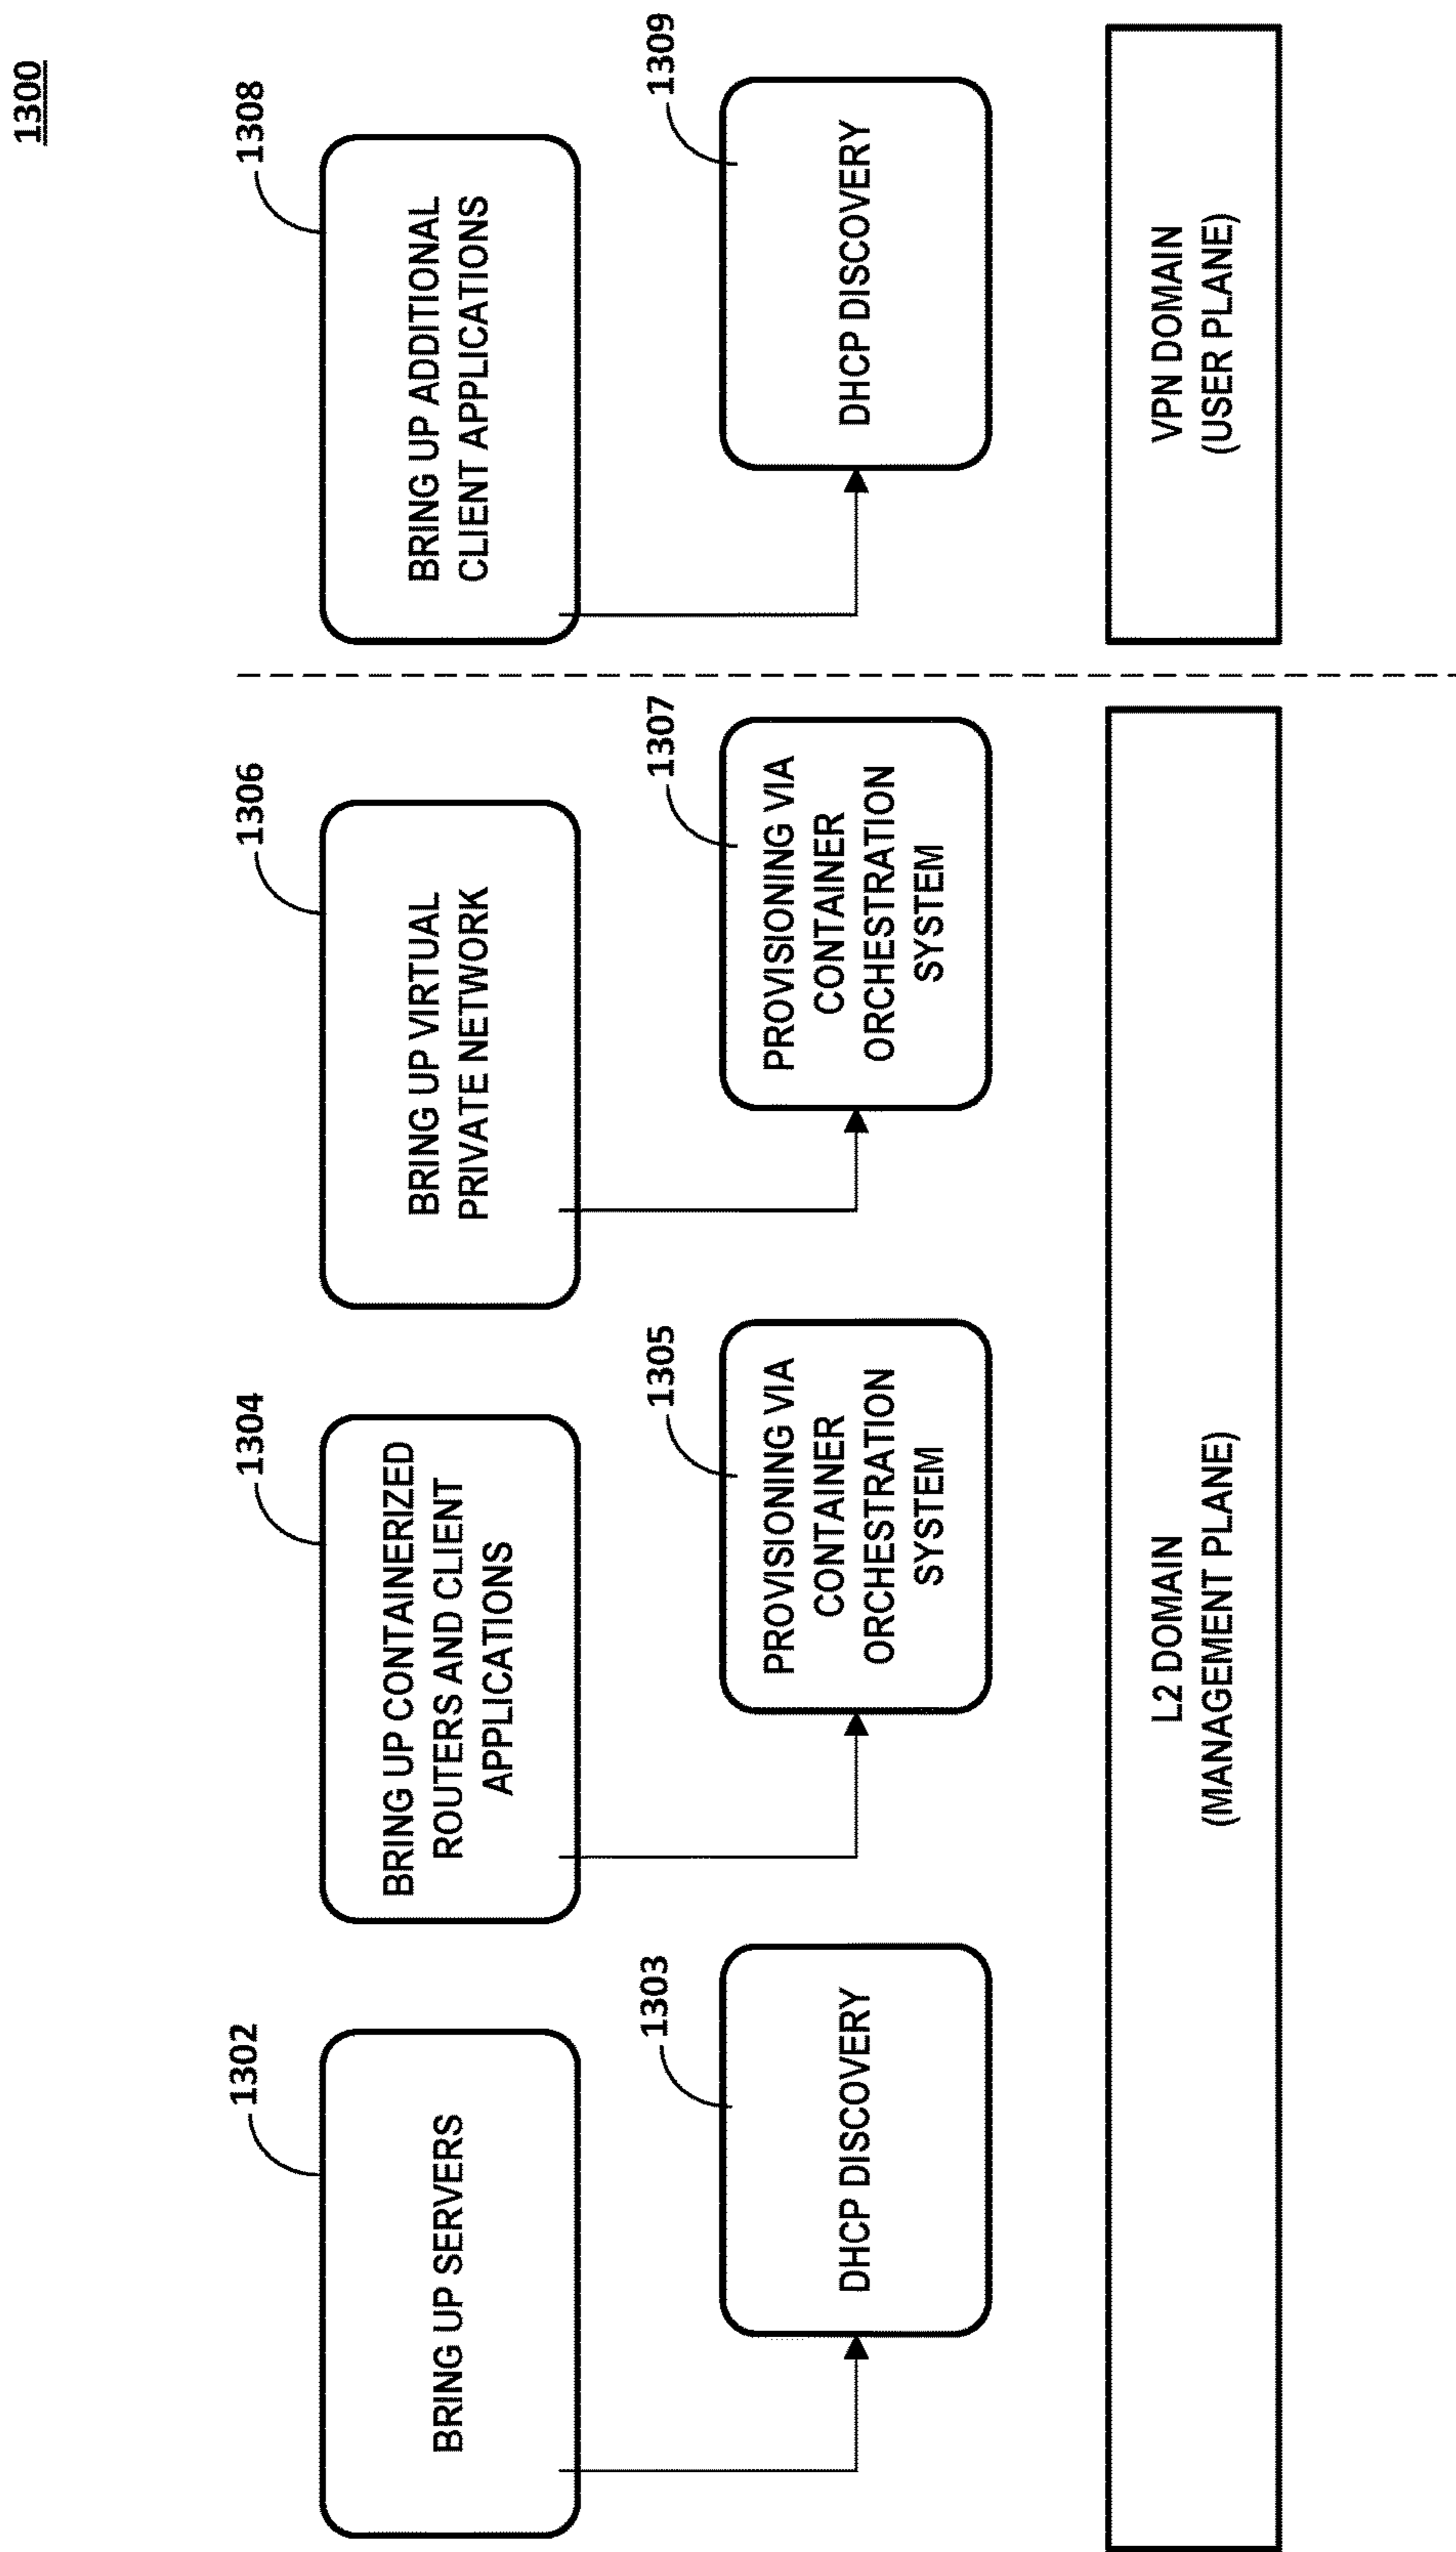 1300
1302
BRING UP SERVERS
1303
DHCP DISCOVERY
1304
BRING UP CONTAINERIZED
ROUTERS AND CLIENT
APPLICATIONS
1305
PROVISIONING VIA
CONTAINER
ORCHESTRATION
SYSTEM
1306
BRING UP VIRTUAL
PRIVATE NETWORK
1307
PROVISIONING VIA
CONTAINER
ORCHESTRATION
SYSTEM
1308
BRING UP ADDITIONAL
CLIENT APPLICATIONS
1309
DHCP DISCOVERY
L2 DOMAIN
(MANAGEMENT PLANE)
VPN DOMAIN
(USER PLANE)